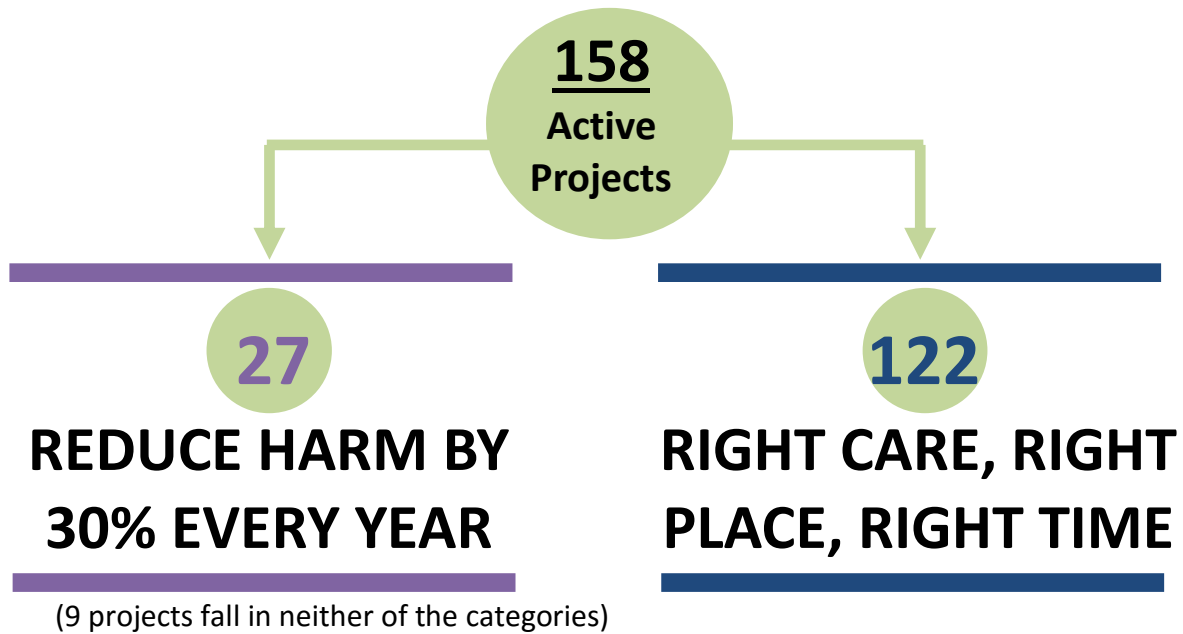 158
Active
Projects
27
REDUCE HARM BY
30% EVERY YEAR
122
RIGHT CARE, RIGHT
PLACE, RIGHT TIME
(9 projects fall in neither of the categories)